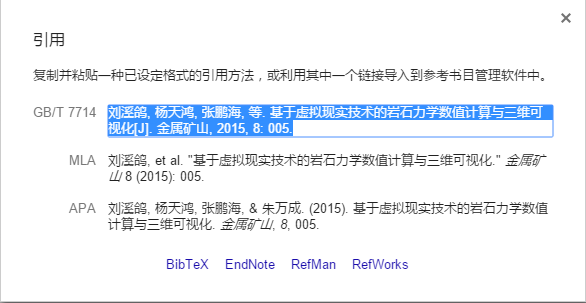 引用
复制并粘贴一种已设定格式的引用方法，或利用其中一个链接导入到参考书目管理软件中。
GB/T 7714 刘溪鸽, 杨天鸿, 张鹏海, 等. 基于虚拟现实技术的岩石力学数值计算与三维可
视化[J]. 金属矿山, 2015, 8: 005.
MLA 刘溪鸽, et al. "基于虚拟现实技术的岩石力学数值计算与三维可视化." 金属矿
山 8 (2015): 005.
APA 刘溪鸽, 杨天鸿, 张鹏海, & 朱万成. (2015). 基于虚拟现实技术的岩石力学数值
计算与三维可视化. 金属矿山, 8, 005.
BibTeX EndNote RefMan RefWorks